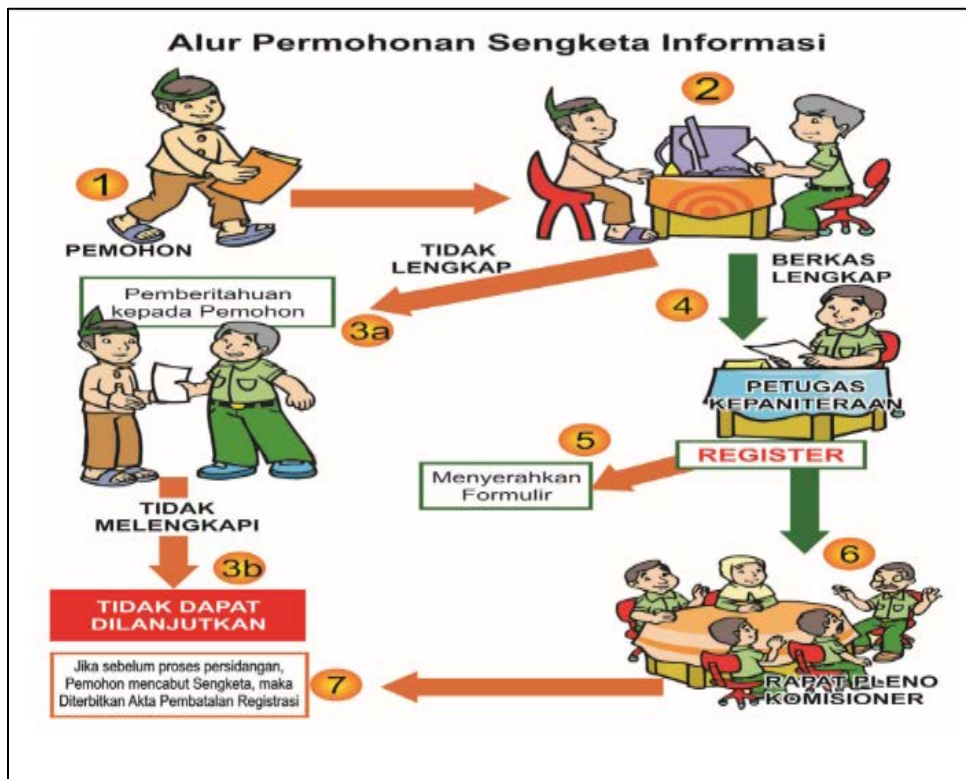 Alur Permohonan Sengketa Informasi
1
PEMOHON
2
TIDAK
LENGKAP
BERKAS
LENGKAP
Pemberitahuan
kepada Pemohon
3a
4
PETUGAS
KEPANITERAAN
REGISTER
5
Menyerahkan
Formulir
TIDAK
MELENGKAPI
3b
TIDAK DAPAT
DILANJUTKAN
6
RAPAT PLENO
KOMISIONER
7
Jika sebelum proses persidangan,
Pemohon mencabut Sengketa, maka
Diterbitkan Akta Pembatalan Registrasi